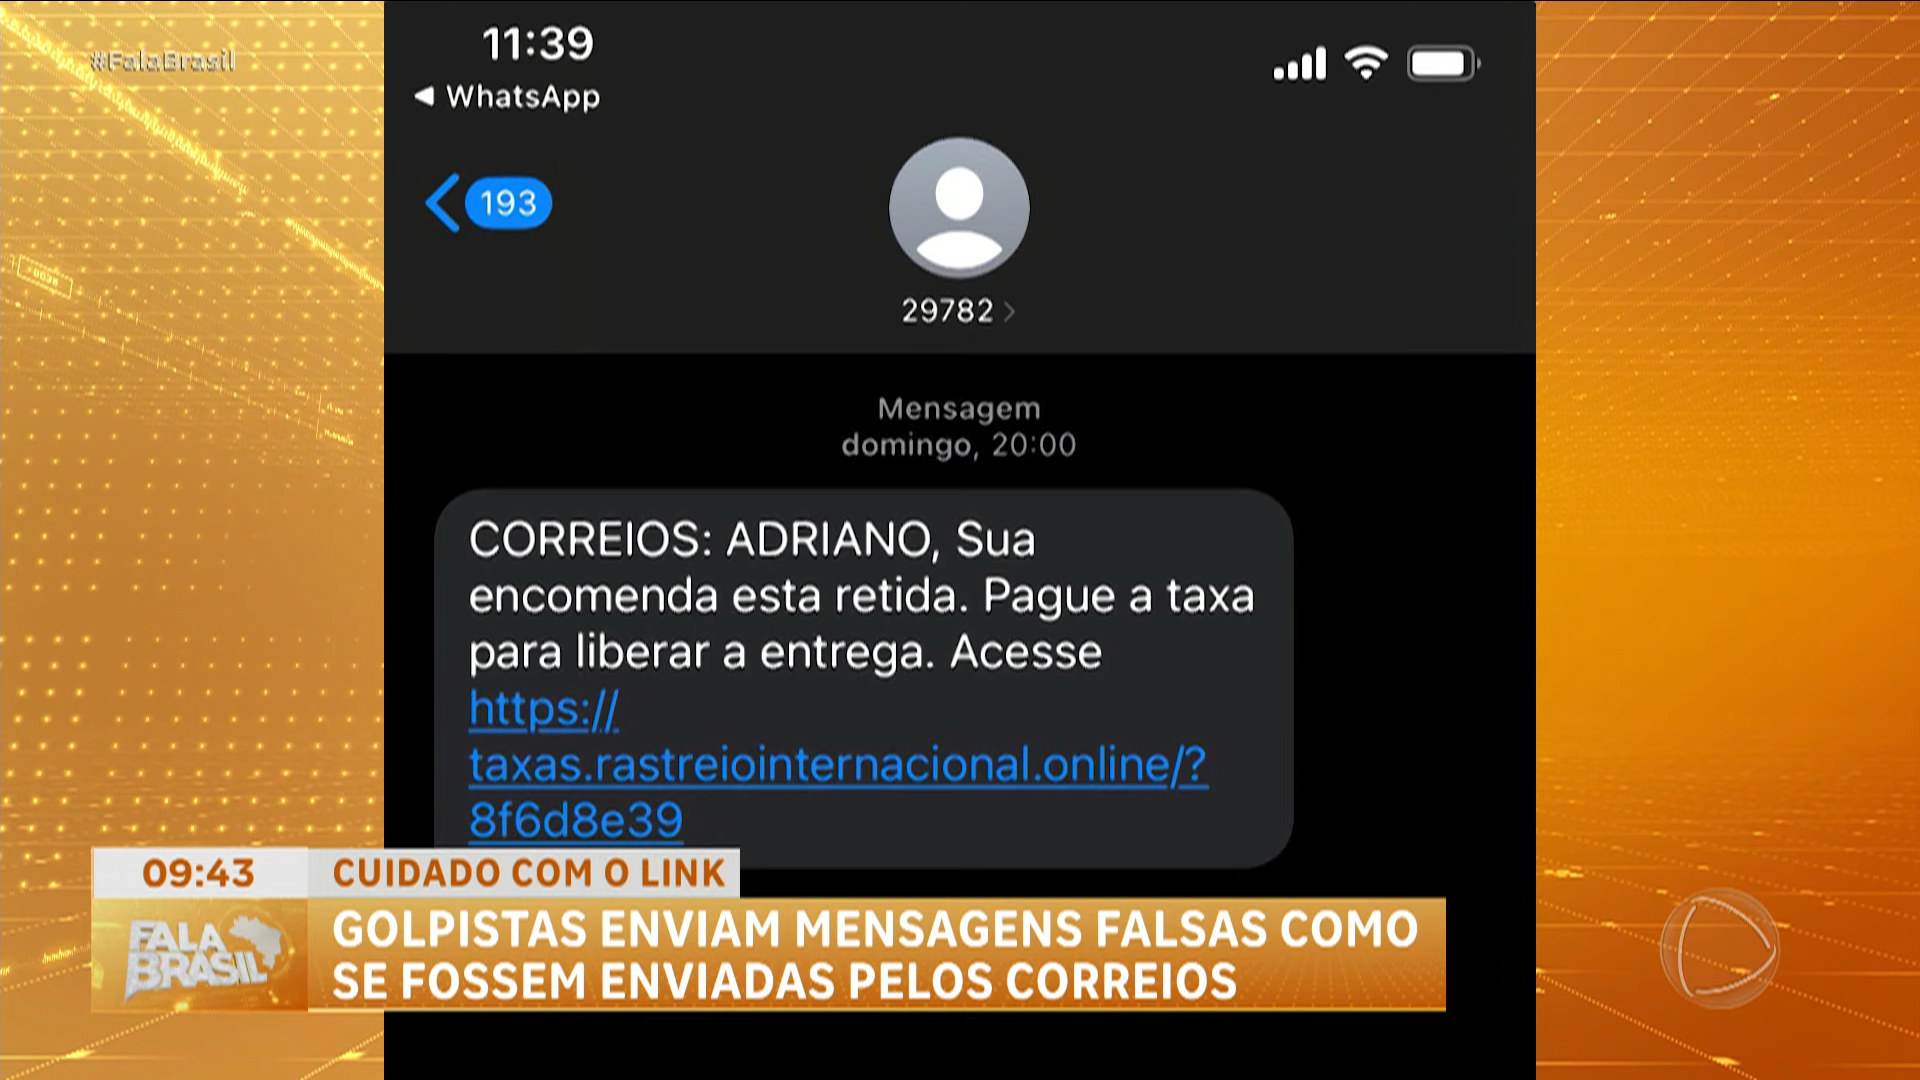 #FalaBrasil
11:39
WhatsApp
193
29782
Mensagem
domingo, 20:00
CORREIOS: ADRIANO, Sua
encomenda esta retida. Pague a taxa
para liberar a entrega. Acesse
https://
taxas.rastreiointernacional.online/?
8f6d8e39
09:43
CUIDADO COM O LINK
FALA
BRASIL
GOLPISTAS ENVIAM MENSAGENS FALSAS COMO
SE FOSSEM ENVIADAS PELOS CORREIOS